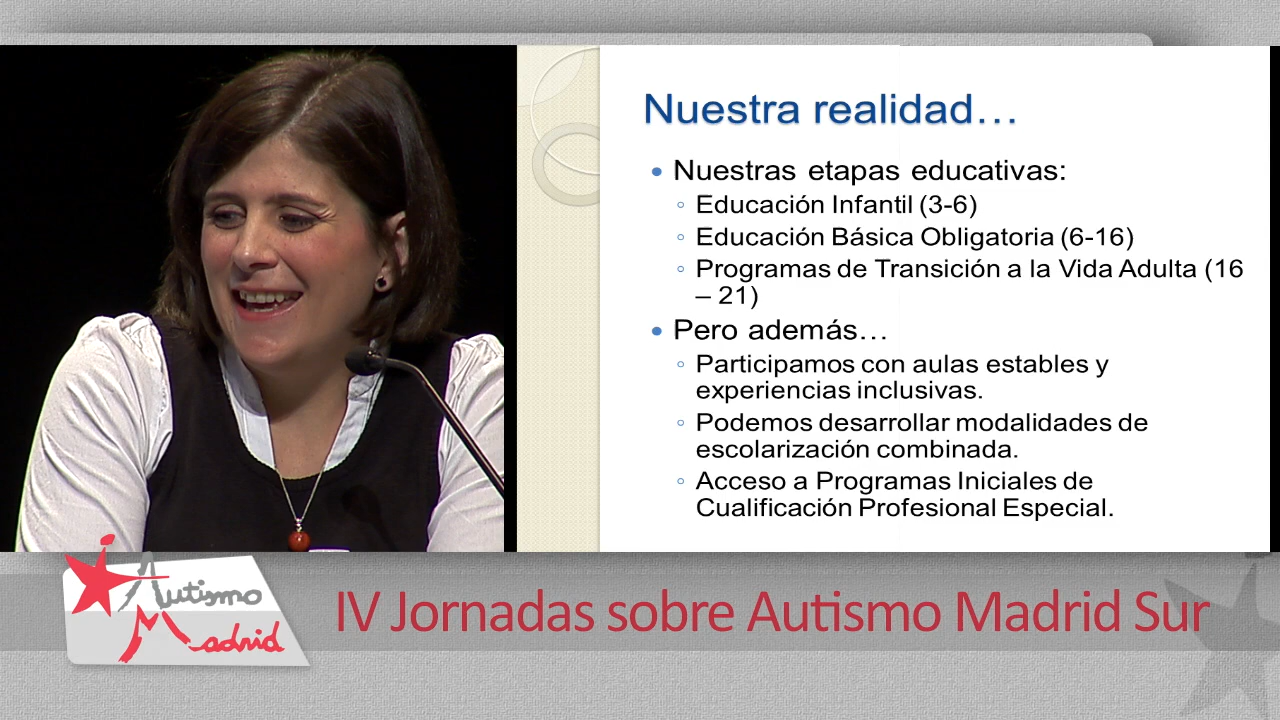 Nuestra realidad…
• Nuestras etapas educativas:
◦ Educación Infantil (3-6)
◦ Educación Básica Obligatoria (6-16)
◦ Programas de Transición a la Vida Adulta (16
– 21)
• Pero además…
◦ Participamos con aulas estables y
experiencias inclusivas.
◦ Podemos desarrollar modalidades de
escolarización combinada.
◦ Acceso a Programas Iniciales de
Cualificación Profesional Especial.
Autismo
Madrid
IV Jornadas sobre Autismo Madrid Sur